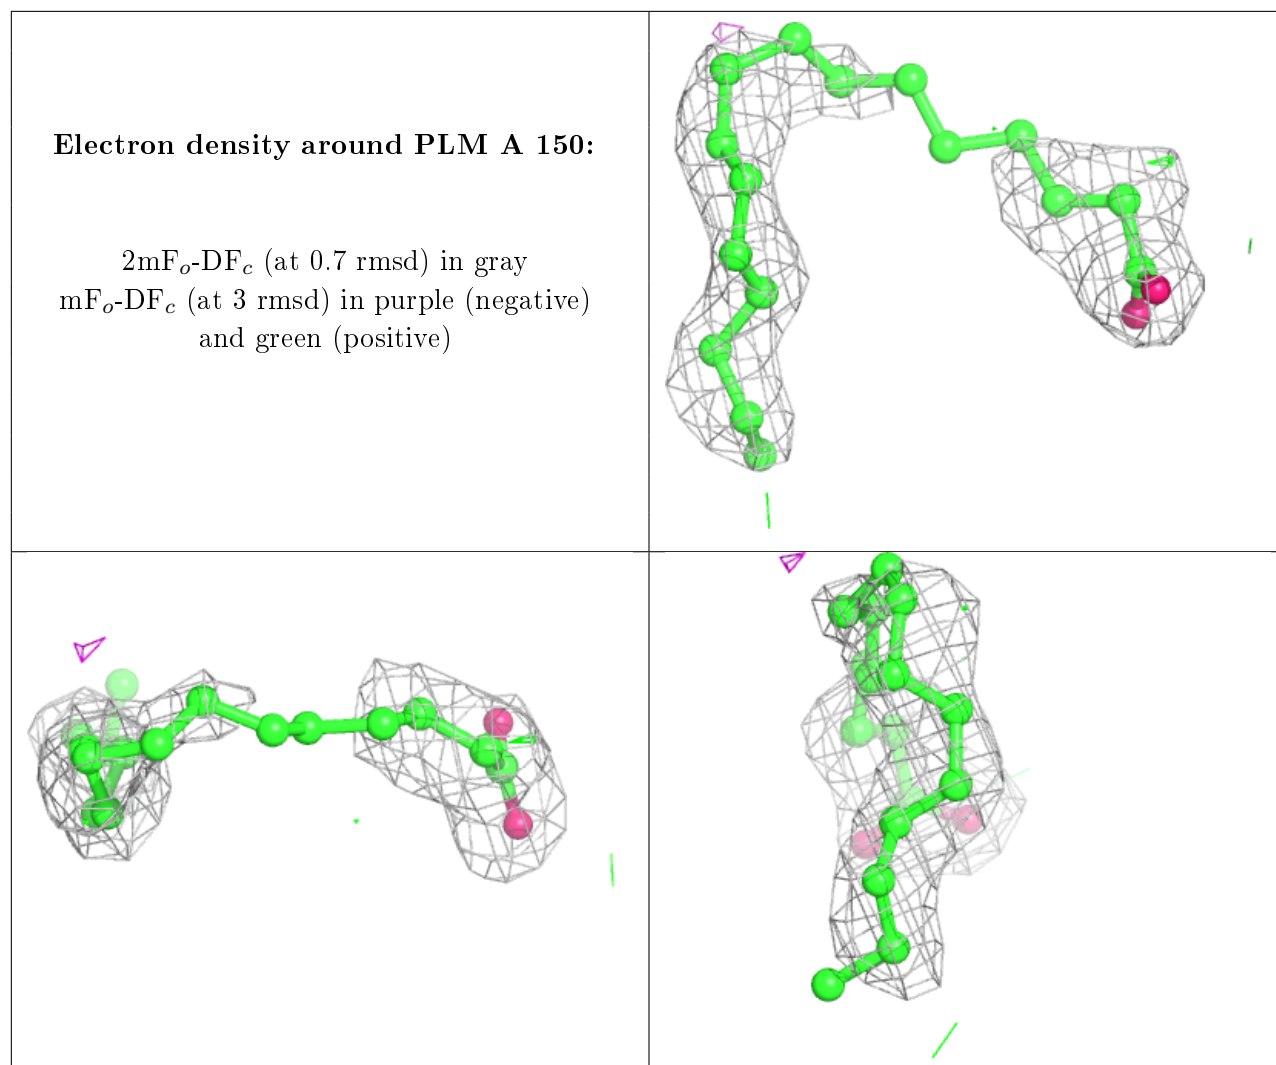 Electron density around PLM A 150:
2mFo-DFc (at 0.7 rmsd) in gray
mFo-DFc (at 3 rmsd) in purple (negative)
and green (positive)